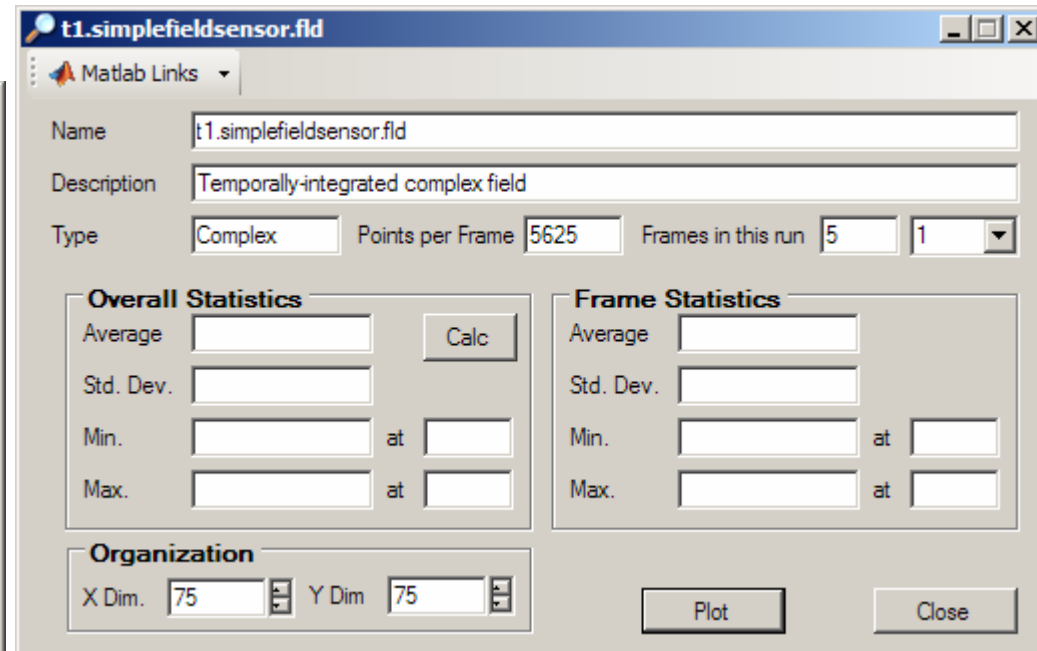 t1.simplefieldsensor.fld
Matlab Links
Name t1.simplefieldsensor.fld
Description Temporally-integrated complex field
Type Complex Points per Frame 5625 Frames in this run 5 1
Overall Statistics
Average Calc
Std. Dev.
Min. at
Max. at
Frame Statistics
Average
Std. Dev.
Min. at
Max. at
Organization
X Dim. 75 Y Dim 75
Plot Close